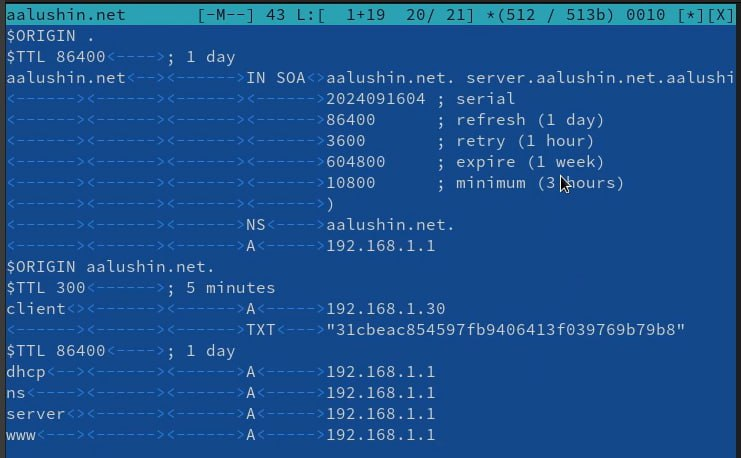 aalushin.net [-M--] 43 L:[ 1+19 20/ 21] *(512 / 513b) 0010 [*][X]
$ORIGIN .
$TTL 86400<---->; 1 day
aalushin.net<--><------><------>IN SOA<>aalushin.net. server.aalushin.net.aalushi
<------><------><------><------>2024091604 ; serial
<------><------><------><------>86400 ; refresh (1 day)
<------><------><------><------>3600 ; retry (1 hour)
<------><------><------><------>604800 ; expire (1 week)
<------><------><------><------>10800 ; minimum (3 hours)
<------><------><------><------>)
<------><------><------>NS<---->aalushin.net.
<------><------><------>A<----->192.168.1.1
$ORIGIN aalushin.net.
$TTL 300<------>; 5 minutes
client<><------><------>A<----->192.168.1.30
<------><------><------>TXT<--->"31cbeac854597fb9406413f039769b79b8"
$TTL 86400<---->; 1 day
dhcp<--><------><------>A<----->192.168.1.1
ns<----><------><------>A<----->192.168.1.1
server<><------><------>A<----->192.168.1.1
www<---><------><------>A<----->192.168.1.1